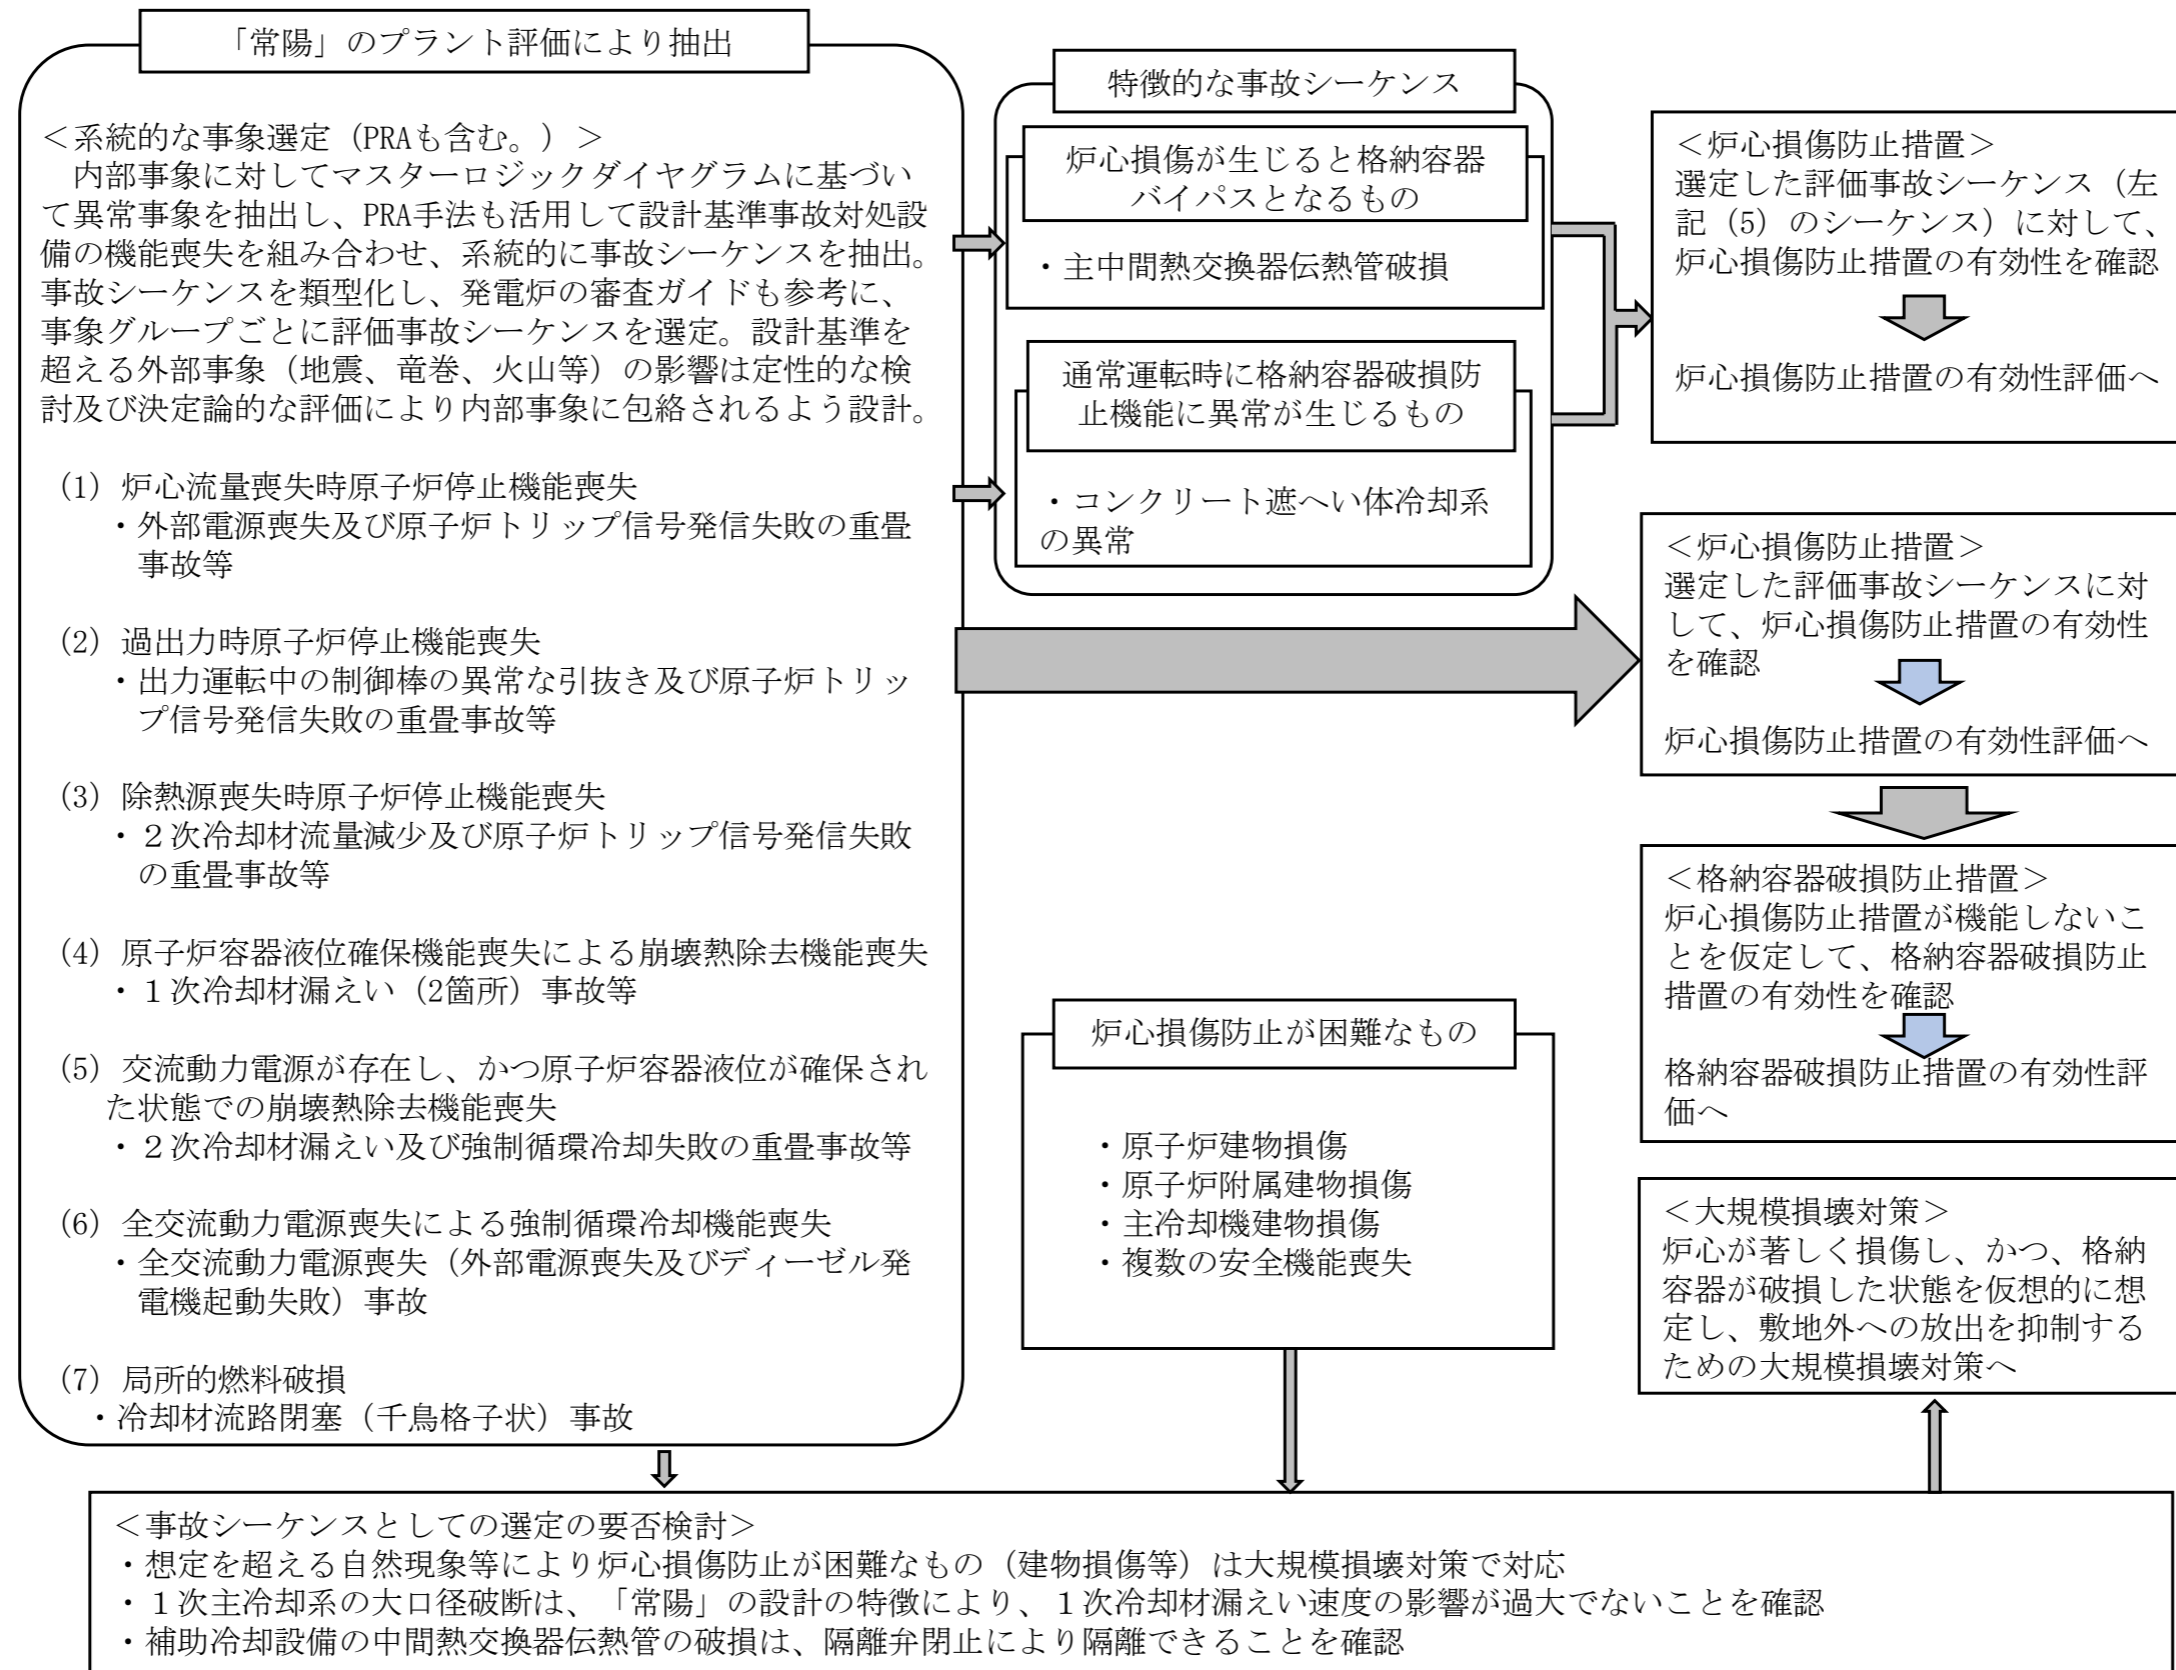 「常陽」のプラント評価により抽出
＜系統的な事象選定（PRAも含む。）＞
内部事象に対してマスターロジックダイヤグラムに基づい
て異常事象を抽出し、PRA手法も活用して設計基準事故対処設
備の機能喪失を組み合わせ、系統的に事故シーケンスを抽出。
事故シーケンスを類型化し、発電炉の審査ガイドも参考に、
事象グループごとに評価事故シーケンスを選定。設計基準を
超える外部事象（地震、竜巻、火山等）の影響は定性的な検
討及び決定論的な評価により内部事象に包絡されるよう設計。
(1) 炉心流量喪失時原子炉停止機能喪失
・外部電源喪失及び原子炉トリップ信号発信失敗の重畳
事故等
(2) 過出力時原子炉停止機能喪失
・出力運転中の制御棒の異常な引抜き及び原子炉トリッ
プ信号発信失敗の重畳事故等
(3) 除熱源喪失時原子炉停止機能喪失
・２次冷却材流量減少及び原子炉トリップ信号発信失敗
の重畳事故等
(4) 原子炉容器液位確保機能喪失による崩壊熱除去機能喪失
・１次冷却材漏えい（2箇所）事故等
(5) 交流動力電源が存在し、かつ原子炉容器液位が確保され
た状態での崩壊熱除去機能喪失
・２次冷却材漏えい及び強制循環冷却失敗の重畳事故等
(6) 全交流動力電源喪失による強制循環冷却機能喪失
・全交流動力電源喪失（外部電源喪失及びディーゼル発
電機起動失敗）事故
(7) 局所的燃料破損
・冷却材流路閉塞（千鳥格子状）事故
特徴的な事故シーケンス
炉心損傷が生じると格納容器
バイパスとなるもの
・主中間熱交換器伝熱管破損
通常運転時に格納容器破損防
止機能に異常が生じるもの
・コンクリート遮へい体冷却系
の異常
＜炉心損傷防止措置＞
選定した評価事故シーケンス（左
記（5）のシーケンス）に対して、
炉心損傷防止措置の有効性を確認
炉心損傷防止措置の有効性評価へ
＜炉心損傷防止措置＞
選定した評価事故シーケンスに対
して、炉心損傷防止措置の有効性
を確認
炉心損傷防止措置の有効性評価へ
＜格納容器破損防止措置＞
炉心損傷防止措置が機能しないこ
とを仮定して、格納容器破損防止
措置の有効性を確認
格納容器破損防止措置の有効性評
価へ
炉心損傷防止が困難なもの
・原子炉建物損傷
・原子炉附属建物損傷
・主冷却機建物損傷
・複数の安全機能喪失
＜大規模損壊対策＞
炉心が著しく損傷し、かつ、格納
容器が破損した状態を仮想的に想
定し、敷地外への放出を抑制する
ための大規模損壊対策へ
＜事故シーケンスとしての選定の要否検討＞
・想定を超える自然現象等により炉心損傷防止が困難なもの（建物損傷等）は大規模損壊対策で対応
・１次主冷却系の大口径破断は、「常陽」の設計の特徴により、１次冷却材漏えい速度の影響が過大でないことを確認
・補助冷却設備の中間熱交換器伝熱管の破損は、隔離弁閉止により隔離できることを確認